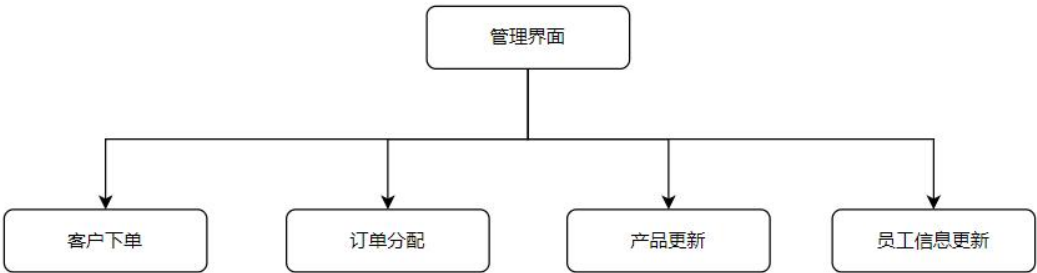 管理界面
客户下单
订单分配
产品更新
员工信息更新